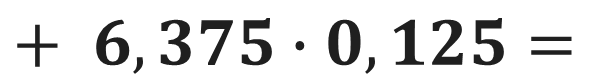 + 6,375 · 0,125 =